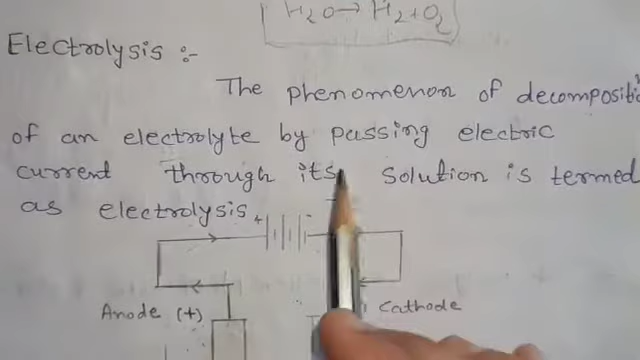 H2O → H2+O2
Electrolysis :-
The phenomenon of decompositi
of an electrolyte by passing electric
current through its solution is termed
as electrolysis
+ -
Anode (+) Cathode